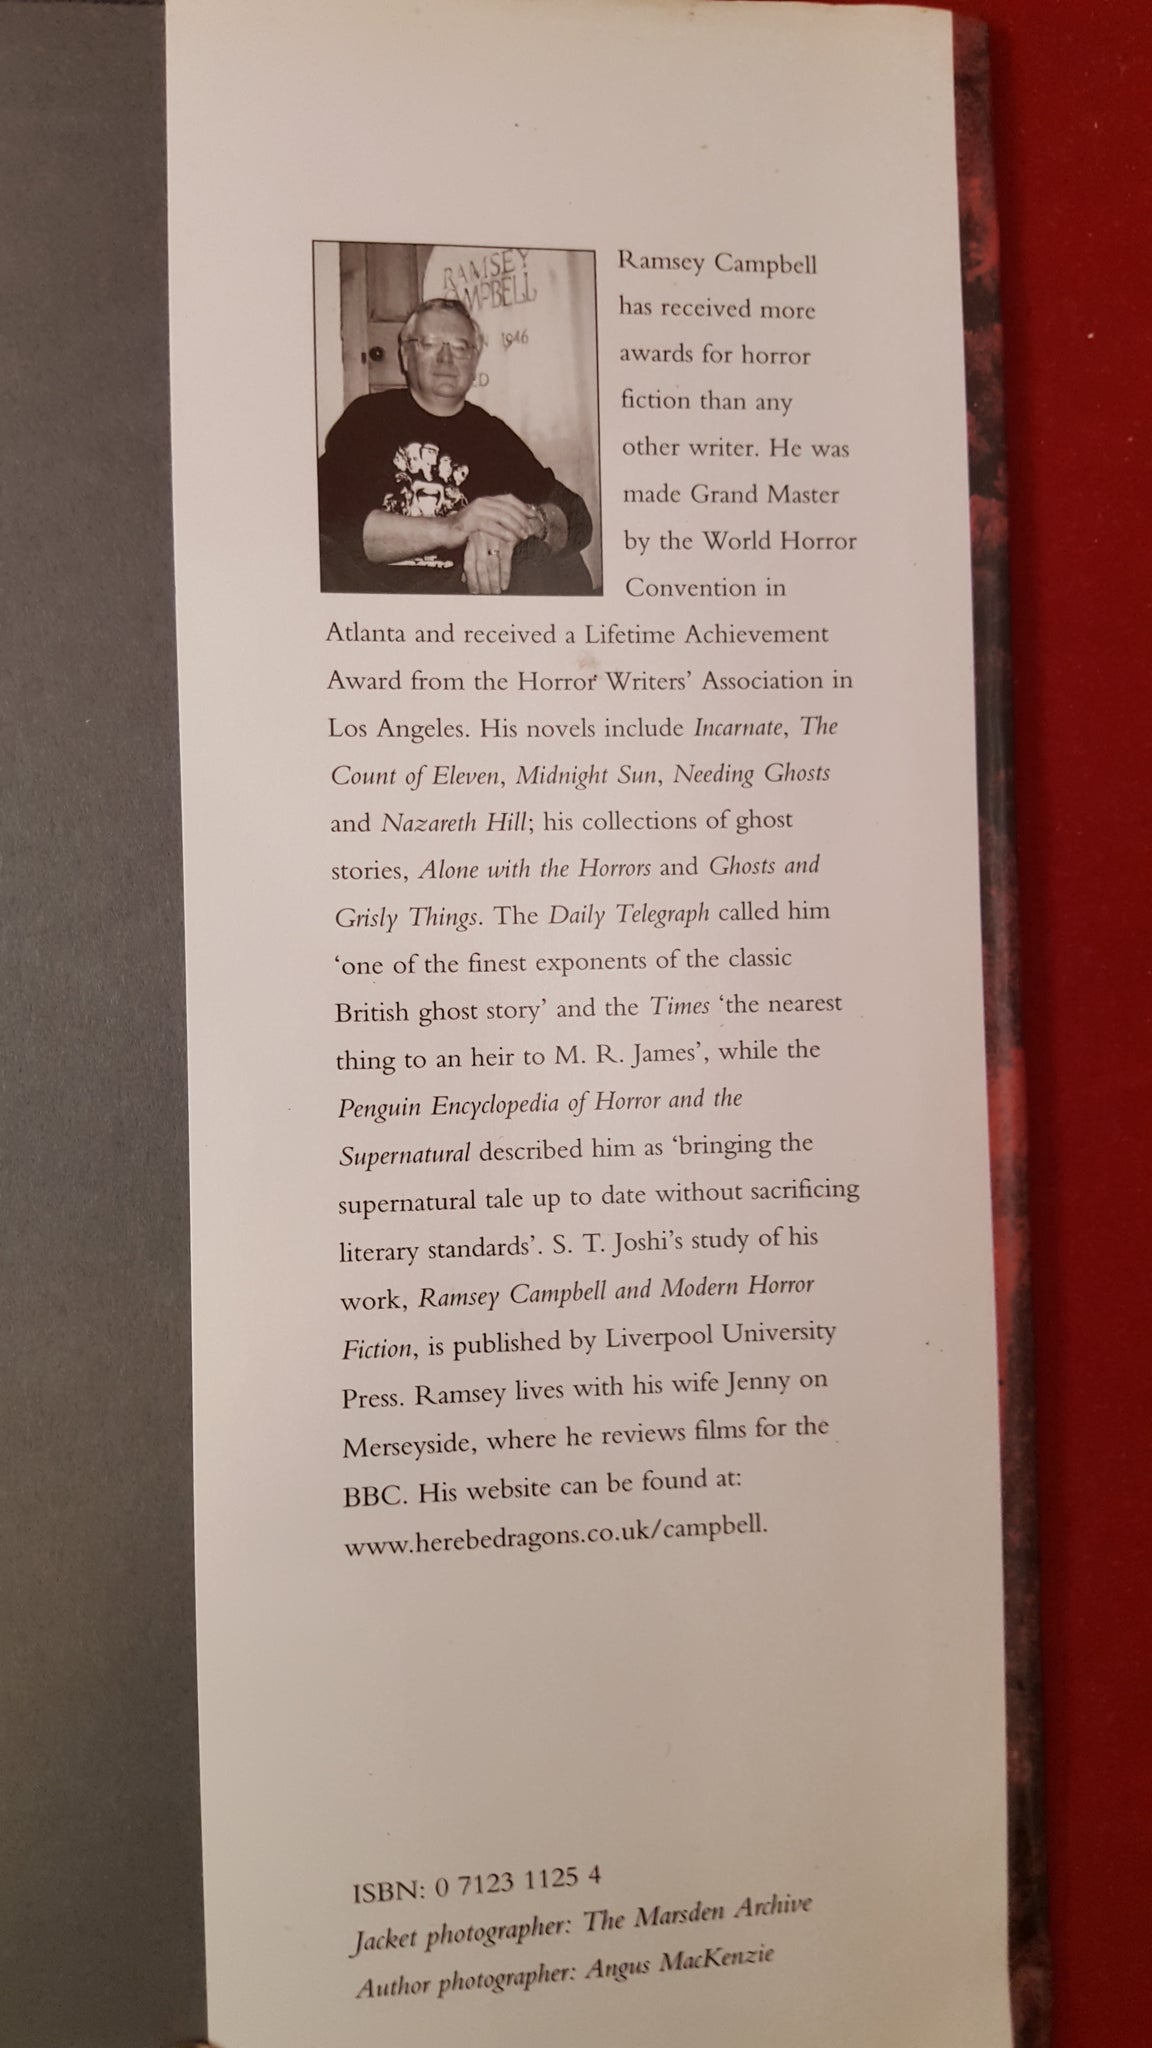 RAMSEY
CAMPBELL
1946
Ramsey Campbell
has received more
awards for horror
fiction than any
other writer. He was
made Grand Master
by the World Horror
Convention in
Atlanta and received a Lifetime Achievement
Award from the Horror Writers’ Association in
Los Angeles. His novels include Incarnate, The
Count of Eleven, Midnight Sun, Needing Ghosts
and Nazareth Hill; his collections of ghost
stories, Alone with the Horrors and Ghosts and
Grisly Things. The Daily Telegraph called him
‘one of the finest exponents of the classic
British ghost story’ and the Times ‘the nearest
thing to an heir to M. R. James’, while the
Penguin Encyclopedia of Horror and the
Supernatural described him as ‘bringing the
supernatural tale up to date without sacrificing
literary standards’. S. T. Joshi’s study of his
work, Ramsey Campbell and Modern Horror
Fiction, is published by Liverpool University
Press. Ramsey lives with his wife Jenny on
Merseyside, where he reviews films for the
BBC. His website can be found at:
www.herebedragons.co.uk/campbell.
ISBN: 0 7123 1125 4
Jacket photographer: The Marsden Archive
Author photographer: Angus MacKenzie